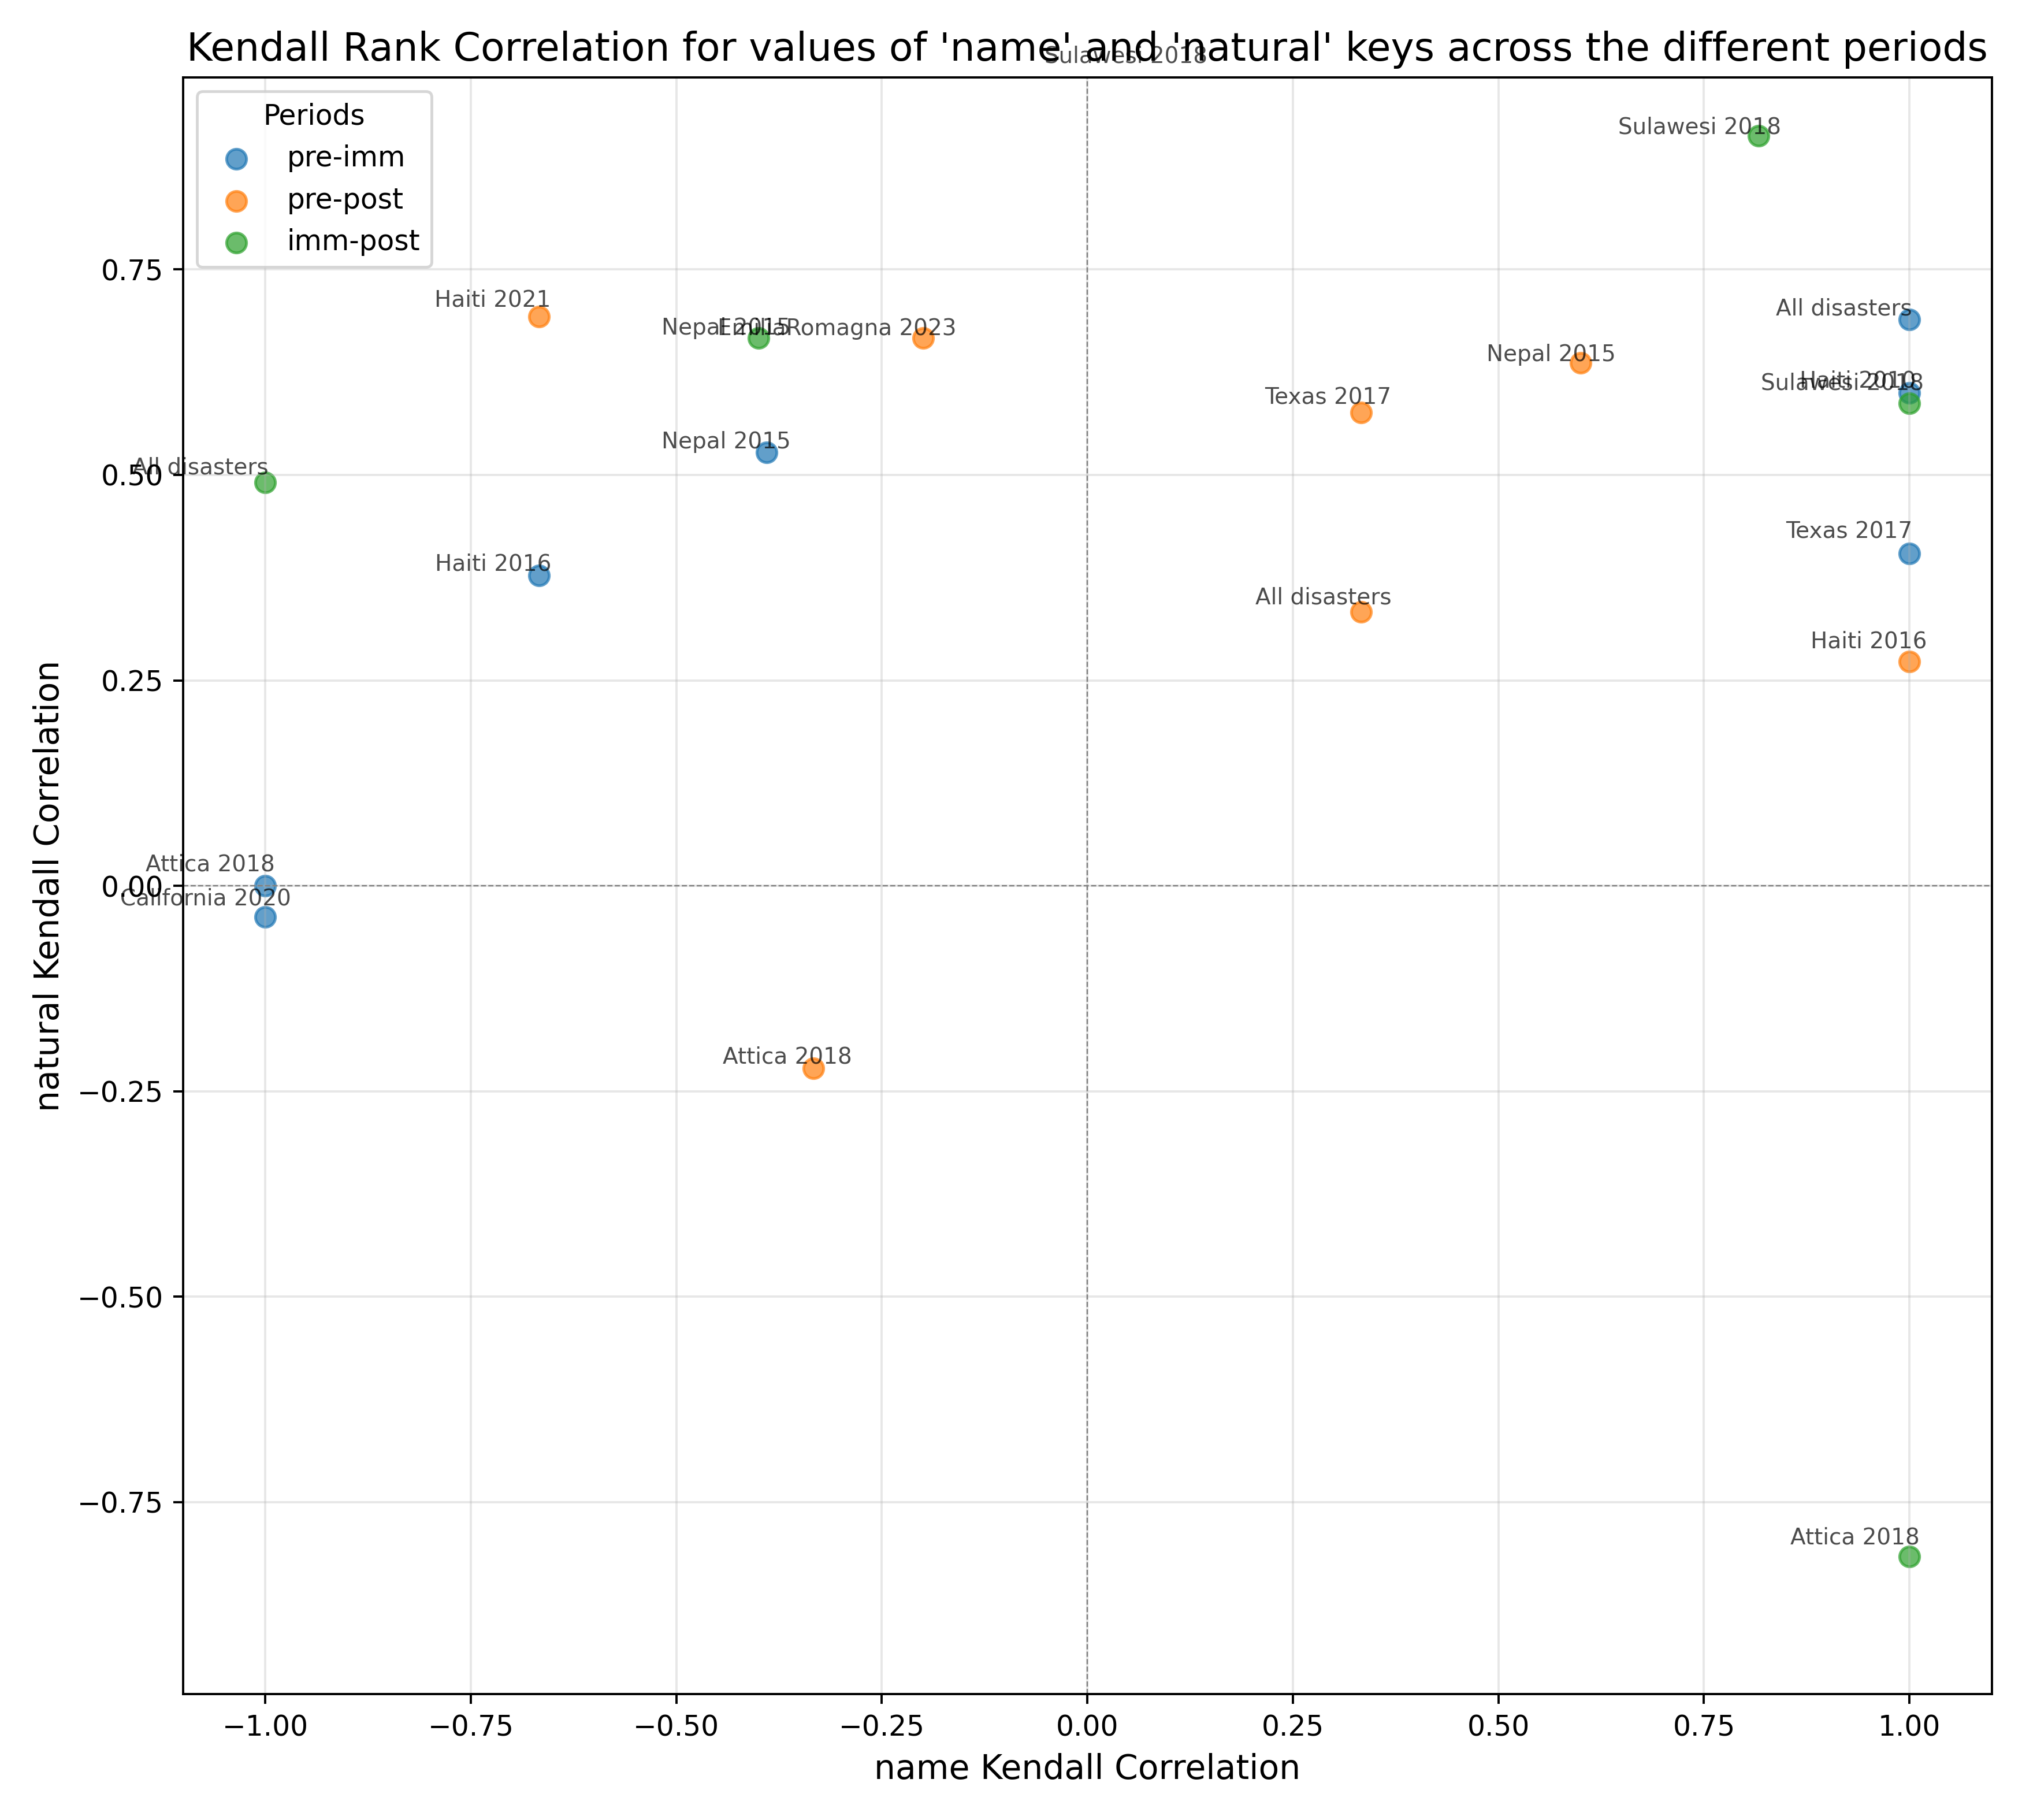 Kendall Rank Correlation for values of 'name' and 'natural' keys across the different periods
Sulawesi 2018
Periods
pre-imm
pre-post
imm-post
Sulawesi 2018
0.75
Haiti 2021
All disasters
Nepal 2015
EmiliaRomagna 2023
Nepal 2015
Haiti 2010
Sulawesi 2018
Texas 2017
Nepal 2015
All disasters
0.50
Texas 2017
Haiti 2016
All disasters
Haiti 2016
0.25
natural Kendall Correlation
Attica 2018
0.00
California 2020
Attica 2018
−0.25
−0.50
−0.75
Attica 2018
−1.00
−0.75
−0.50
−0.25
0.00
0.25
0.50
0.75
1.00
name Kendall Correlation